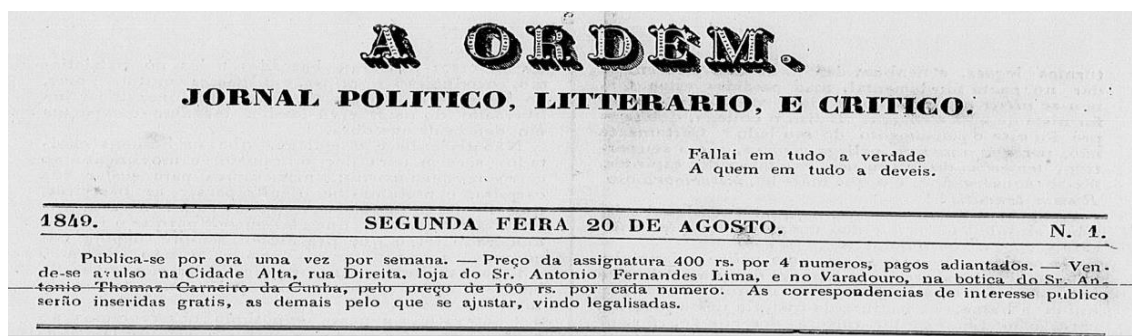 A ORDEM.
JORNAL POLITICO, LITTERARIO, E CRITICO.
Fallai em tudo a verdade
A quem em tudo a deveis.
1849. SEGUNDA FEIRA 20 DE AGOSTO. N. 1.
Publica-se por ora uma vez por semana. — Preço da assignatura 400 rs. por 4 numeros, pagos adiantados. — Ven-
de-se avulso na Cidade Alta, rua Direita, loja do Sr. Antonio Fernandes Lima, e no Varadouro, na botica do Sr. An-
tonio Thomaz Carneiro da Cunha, pelo preço de 100 rs. por cada numero. As correspondencias de interesse publico
serão inseridas gratis, as demais pelo que se ajustar, vindo legalisadas.